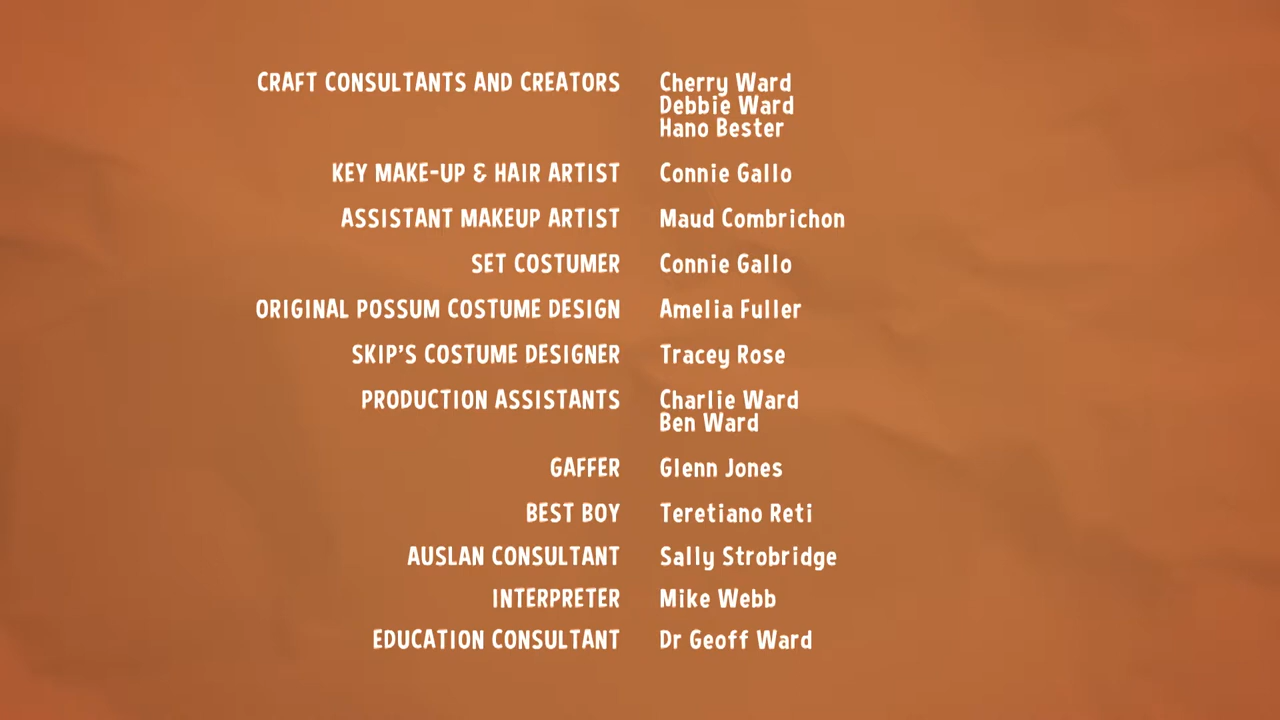 CRAFT CONSULTANTS AND CREATORS Cherry Ward
Debbie Ward
Hano Bester
KEY MAKE-UP & HAIR ARTIST Connie Gallo
ASSISTANT MAKEUP ARTIST Maud Combrichon
SET COSTUMER Connie Gallo
ORIGINAL POSSUM COSTUME DESIGN Amelia Fuller
SKIP'S COSTUME DESIGNER Tracey Rose
PRODUCTION ASSISTANTS Charlie Ward
Ben Ward
GAFFER Glenn Jones
BEST BOY Teretiano Reti
AUSLAN CONSULTANT Sally Strobridge
INTERPRETER Mike Webb
EDUCATION CONSULTANT Dr Geoff Ward